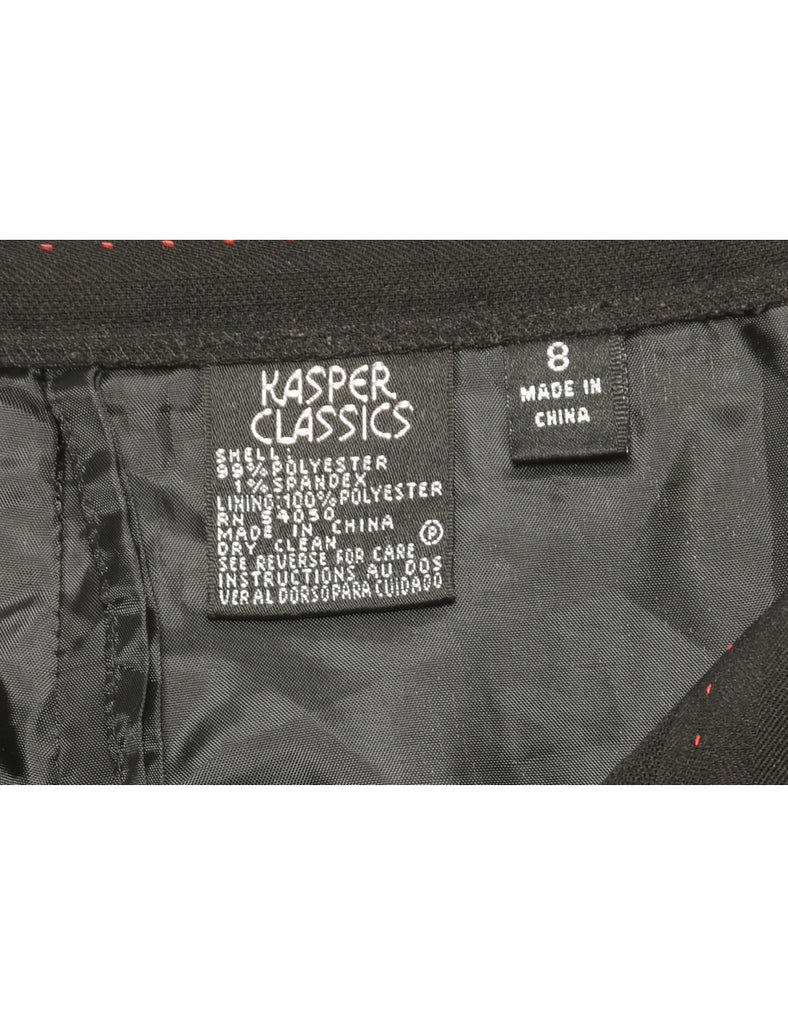 KASPER
CLASSICS
SHELL:
99% POLYESTER
1% SPANDEX
LINING:100% POLYESTER
RN 54050
MADE IN CHINA
DRY CLEAN P
SEE REVERSE FOR CARE
INSTRUCTIONS AU DOS
VER AL DORSO PARA CUIDADO
8
MADE IN
CHINA